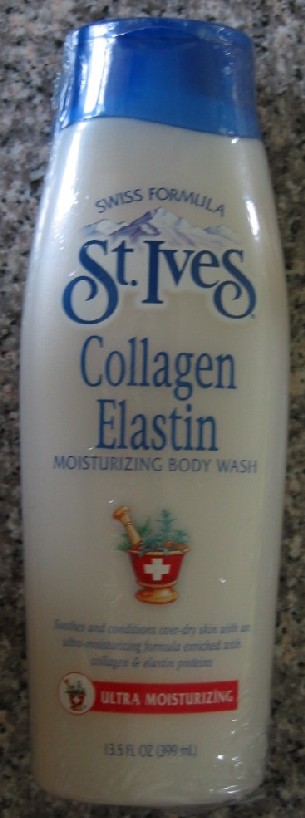 SWISS FORMULA
St. Ives
Collagen
Elastin
MOISTURIZING BODY WASH
Soothes and conditions over-dry skin with an
ultra-moisturizing formula enriched with
collagen & elastin proteins
ULTRA MOISTURIZING
13.5 FL OZ (399 mL)